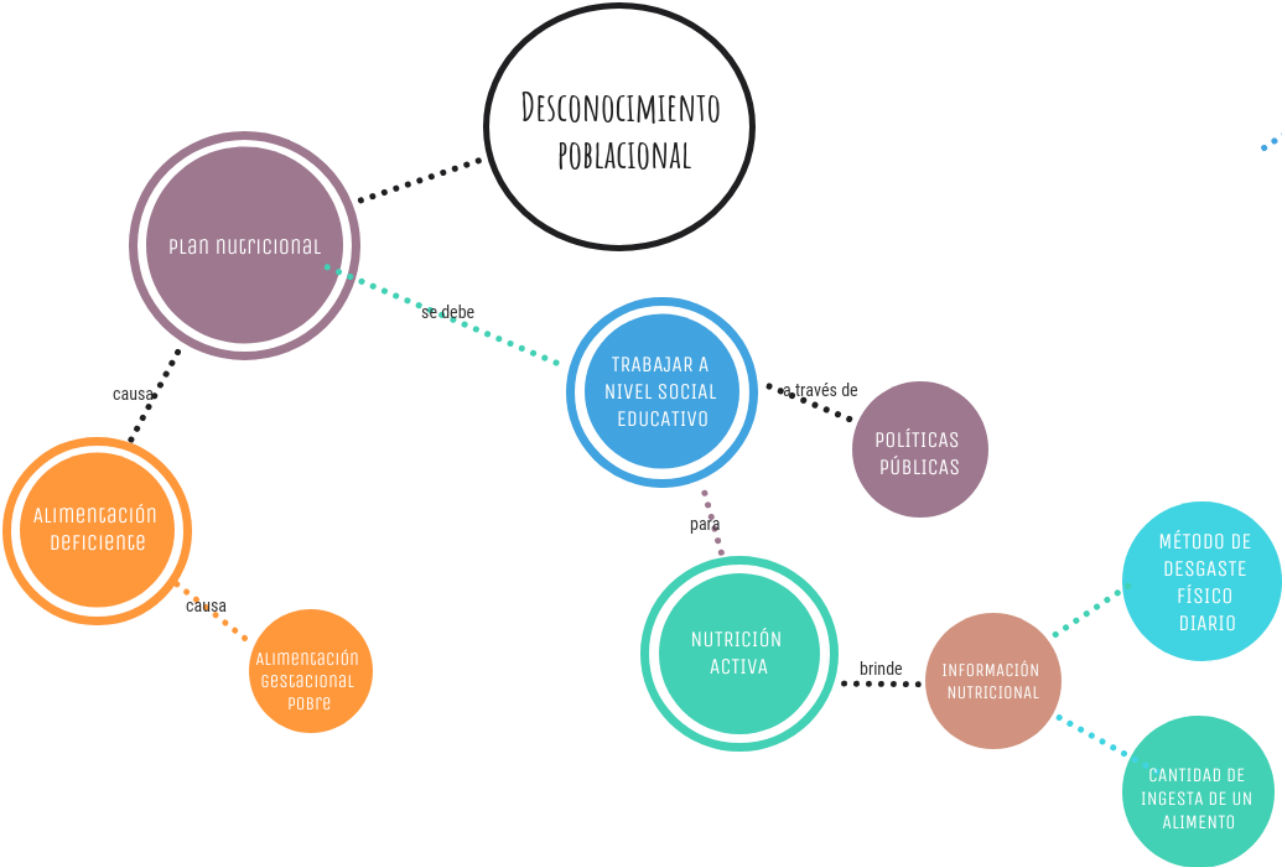 Desconocimiento
poblacional
Plan nutricional
se debe
TRABAJAR A
NIVEL SOCIAL
EDUCATIVO
causa
a través de
POLÍTICAS
PÚBLICAS
Alimentación
deficiente
para
causa
Alimentación
gestacional
pobre
NUTRICIÓN
ACTIVA
brinde
INFORMACIÓN
NUTRICIONAL
MÉTODO DE
DESGASTE
FÍSICO
DIARIO
CANTIDAD DE
INGESTA DE UN
ALIMENTO